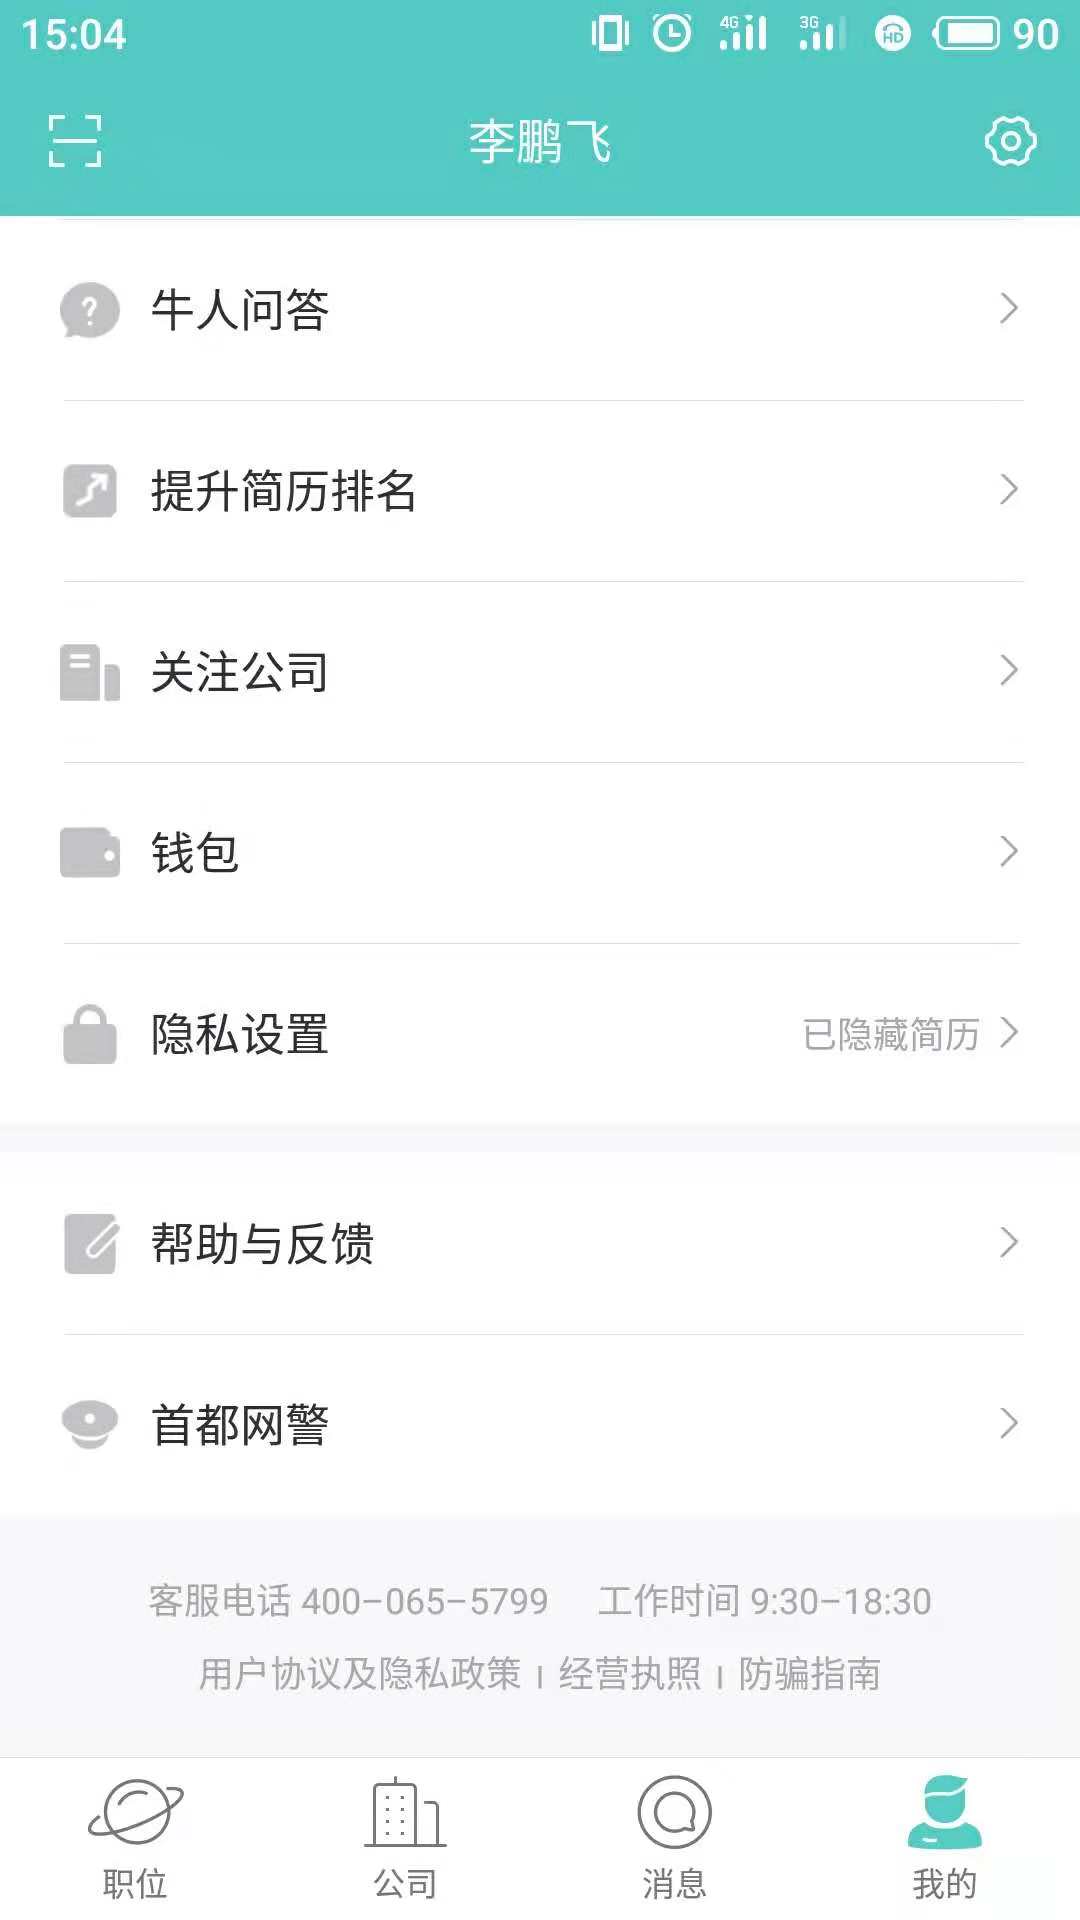 15:04 4G 3G HD 90
李鹏飞
牛人问答
提升简历排名
关注公司
钱包
隐私设置 已隐藏简历
帮助与反馈
首都网警
客服电话 400-065-5799 工作时间 9:30-18:30
用户协议及隐私政策 | 经营执照 | 防骗指南
职位 公司 消息 我的